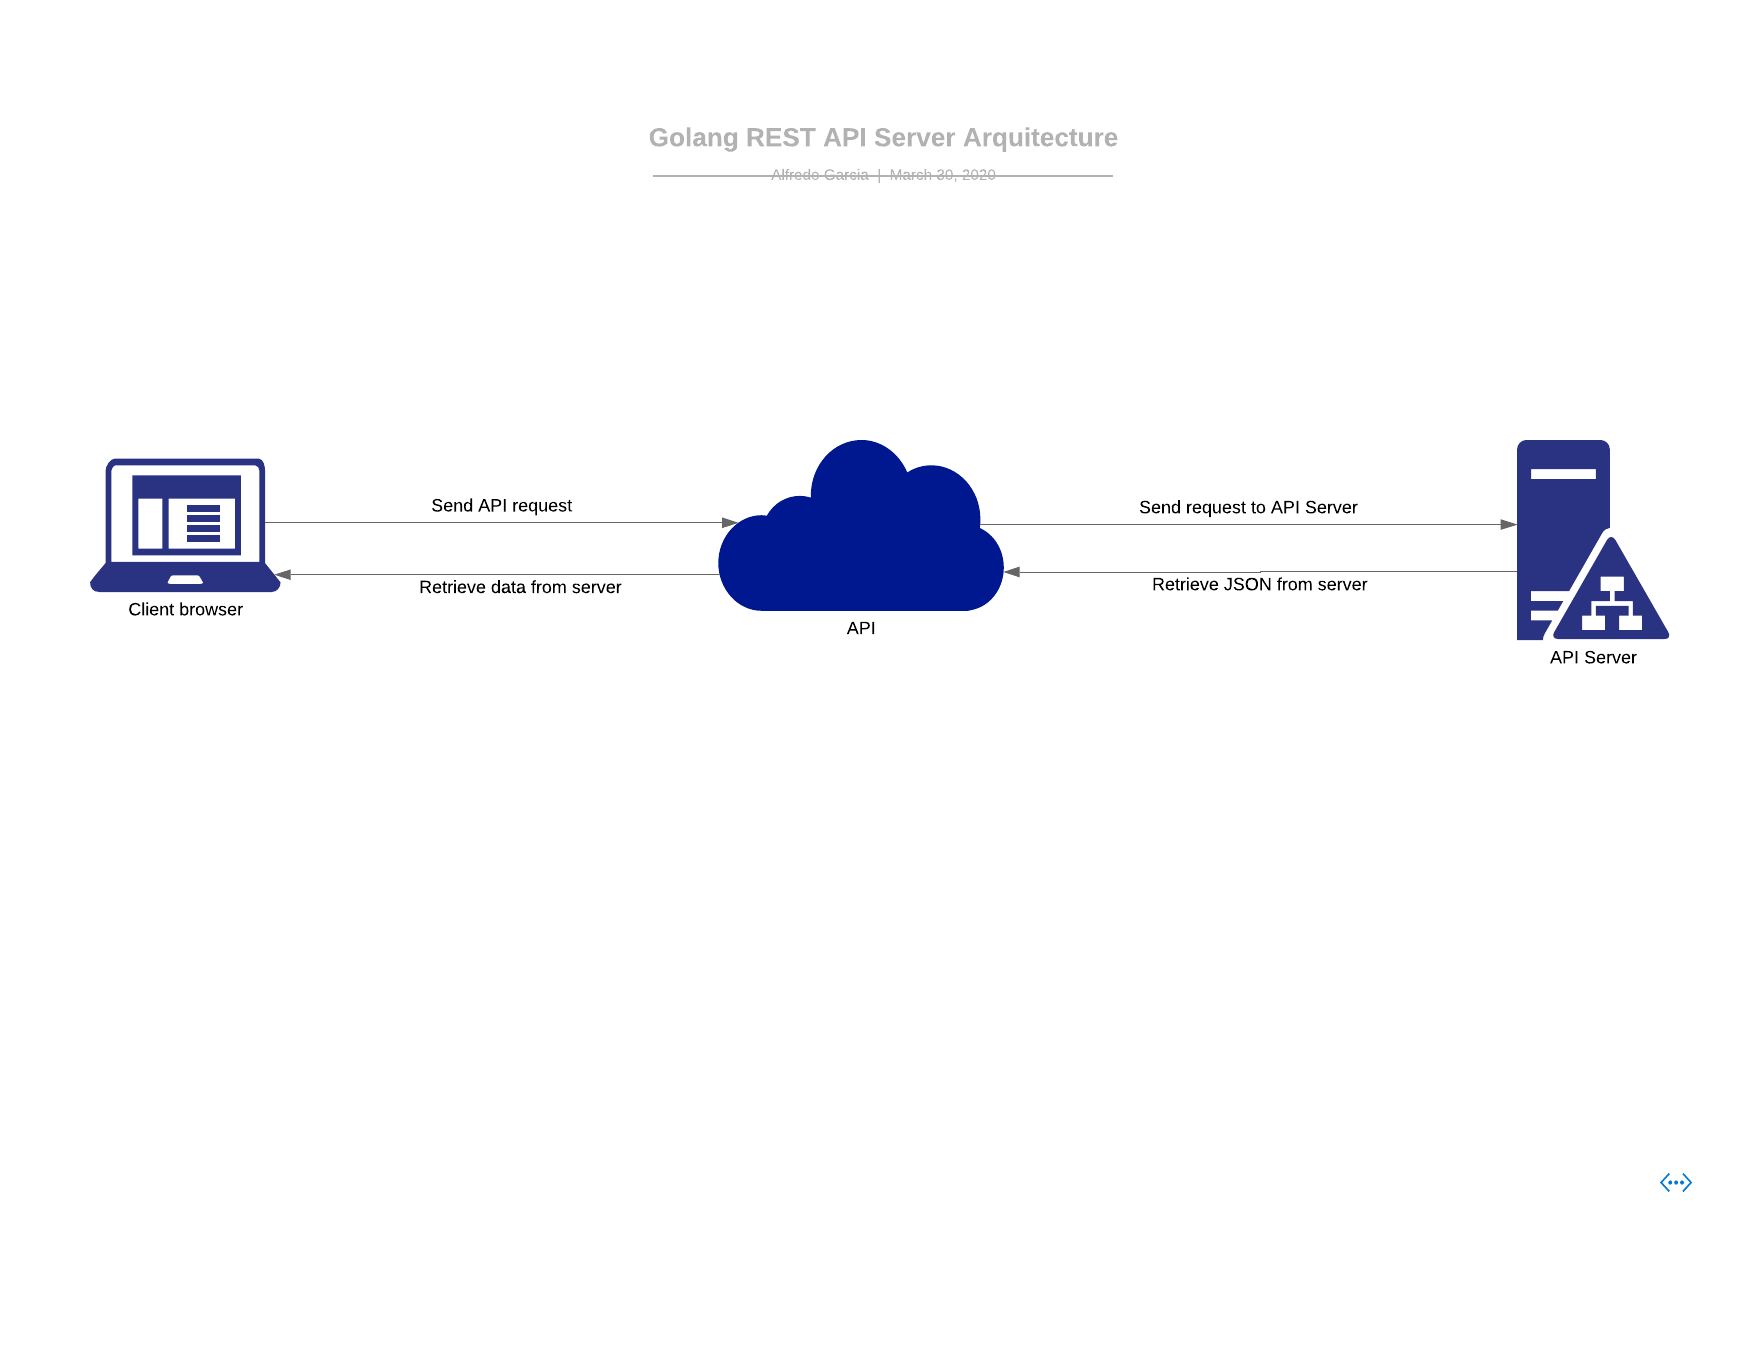 Golang REST API Server Arquitecture
Alfredo Garcia | March 30, 2020
Send API request
Send request to API Server
Retrieve data from server
Retrieve JSON from server
Client browser
API
API Server